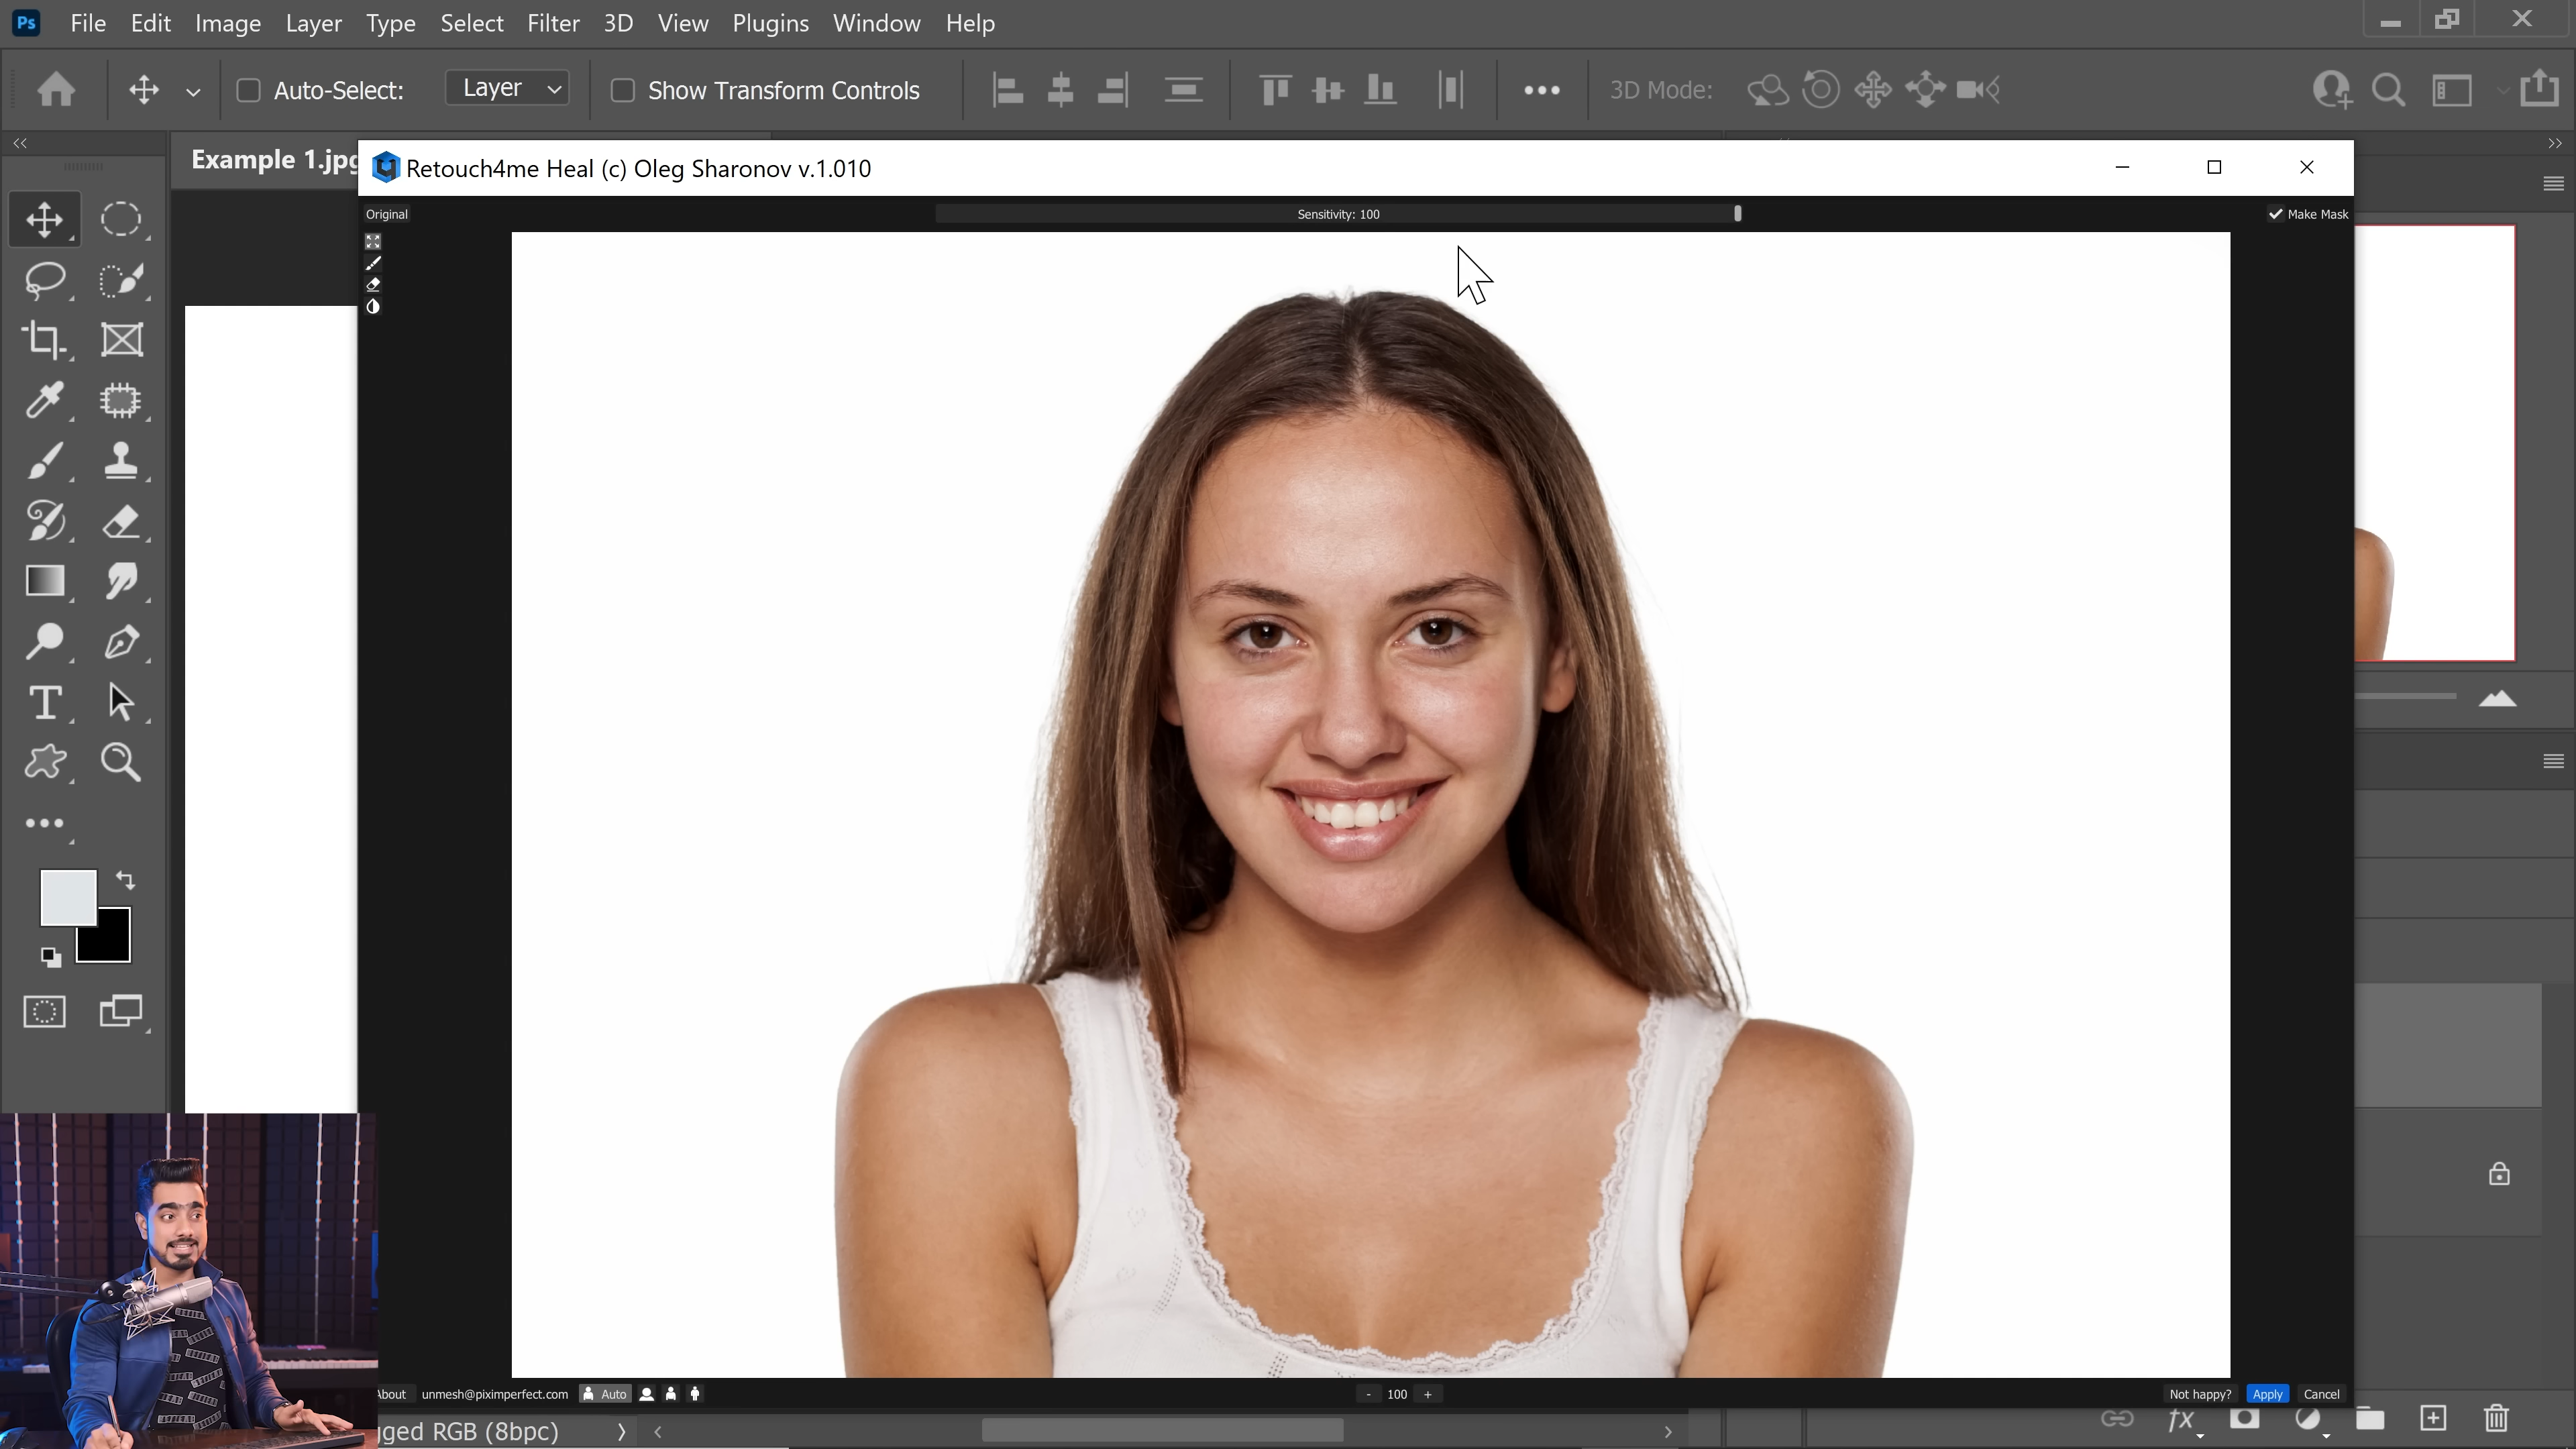 Ps File Edit Image Layer Type Select Filter 3D View Plugins Window Help
Auto-Select: Layer Show Transform Controls 3D Mode:
Example 1.jpg
Retouch4me Heal (c) Oleg Sharonov v.1.010
Original Sensitivity: 100 Make Mask
About unmesh@piximperfect.com Auto - 100 + Not happy? Apply Cancel
gged RGB (8bpc)
fx